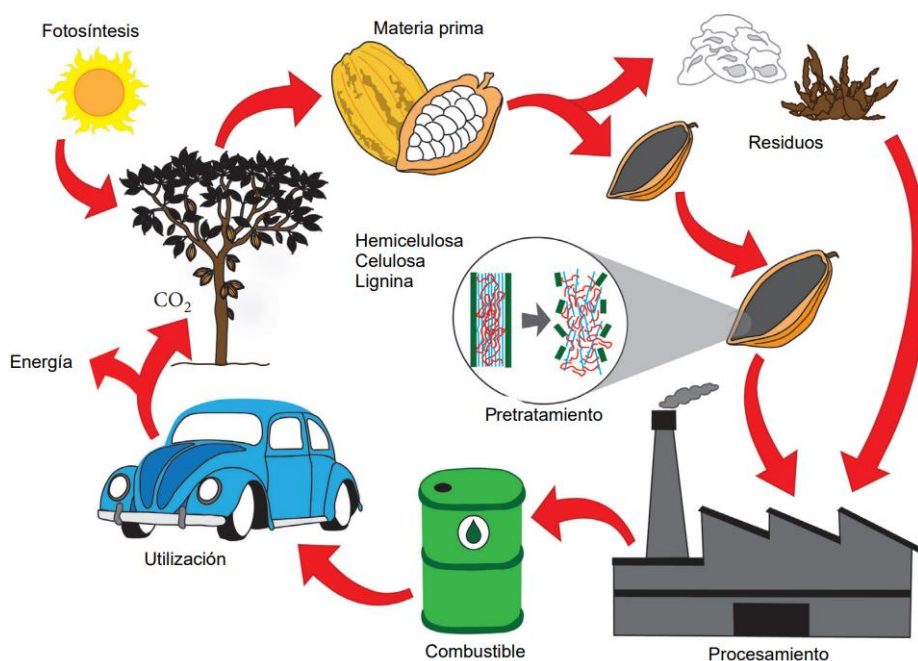 Fotosíntesis
Materia prima
Residuos
Hemicelulosa
Celulosa
Lignina
CO₂
Energía
Pretratamiento
Utilización
Combustible
Procesamiento